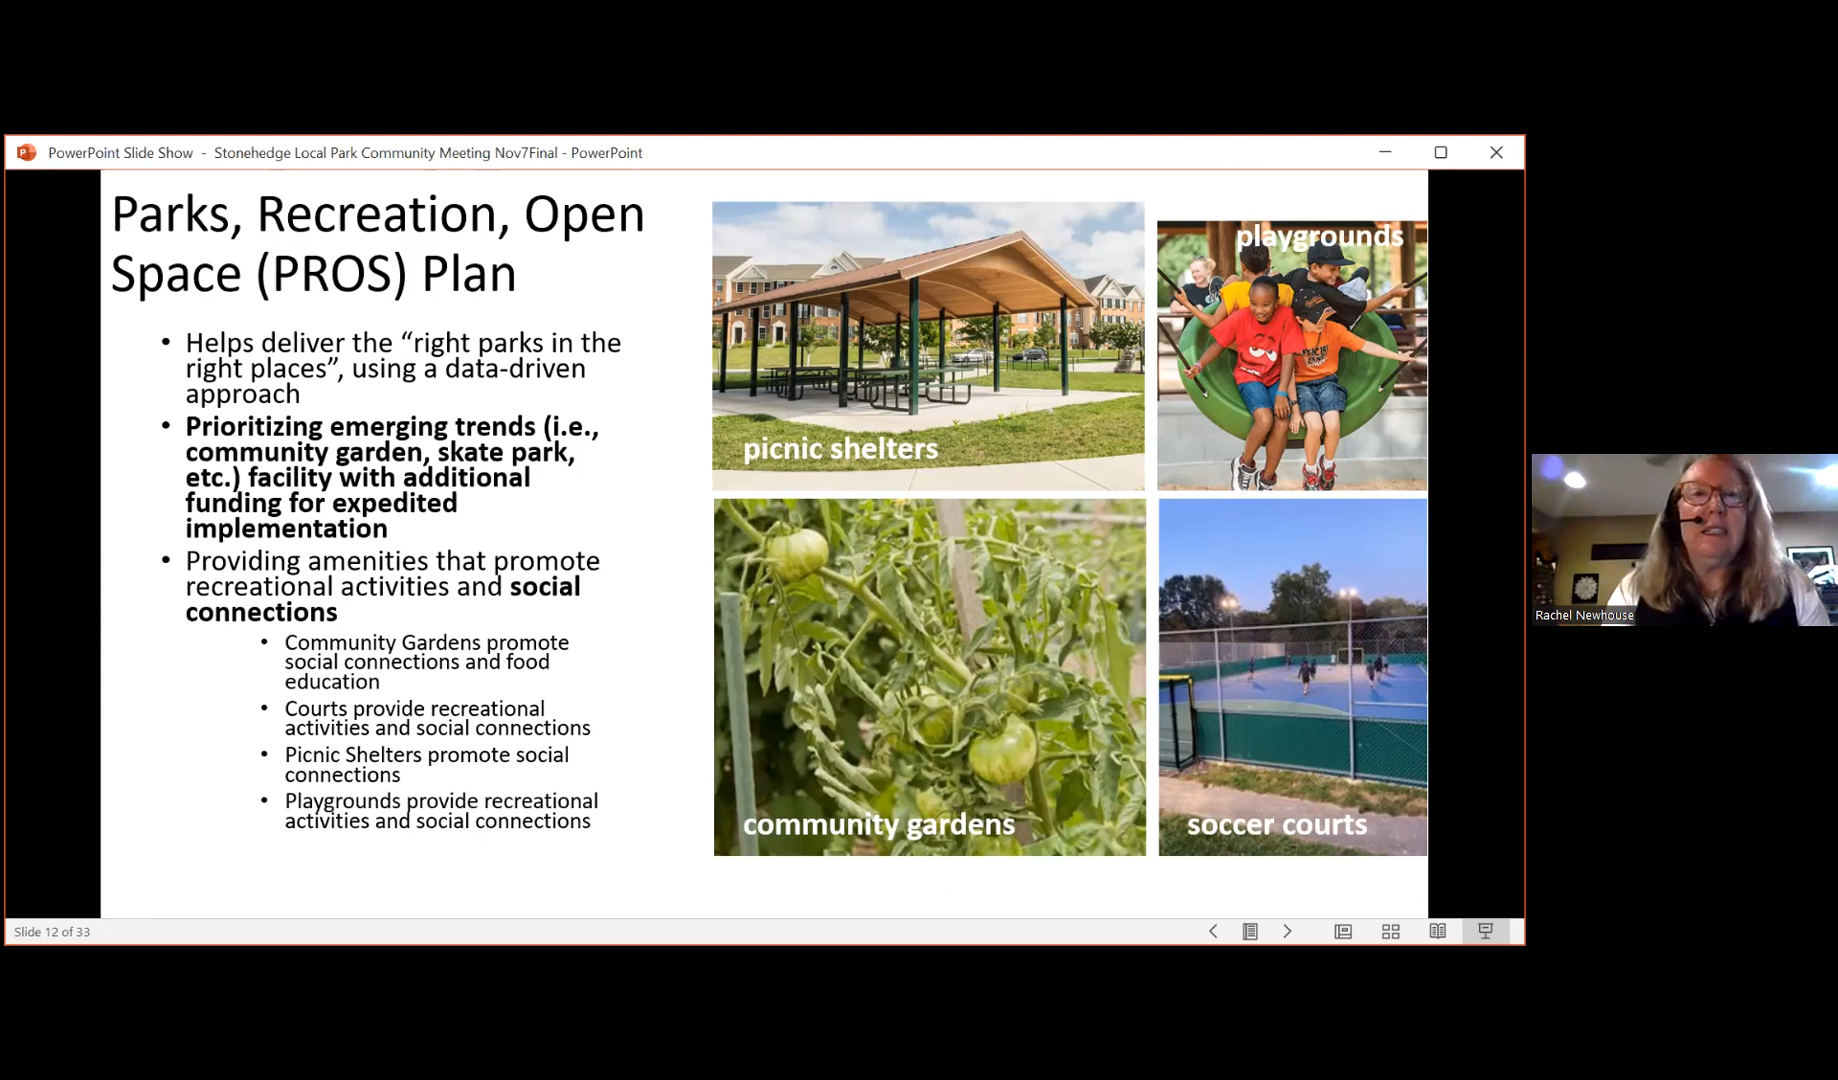 PowerPoint Slide Show - Stonehedge Local Park Community Meeting Nov7Final - PowerPoint
Parks, Recreation, Open
Space (PROS) Plan
• Helps deliver the “right parks in the
right places”, using a data-driven
approach
• Prioritizing emerging trends (i.e.,
community garden, skate park,
etc.) facility with additional
funding for expedited
implementation
• Providing amenities that promote
recreational activities and social
connections
• Community Gardens promote
social connections and food
education
• Courts provide recreational
activities and social connections
• Picnic Shelters promote social
connections
• Playgrounds provide recreational
activities and social connections
picnic shelters
playgrounds
community gardens
soccer courts
Rachel Newhouse
Slide 12 of 33